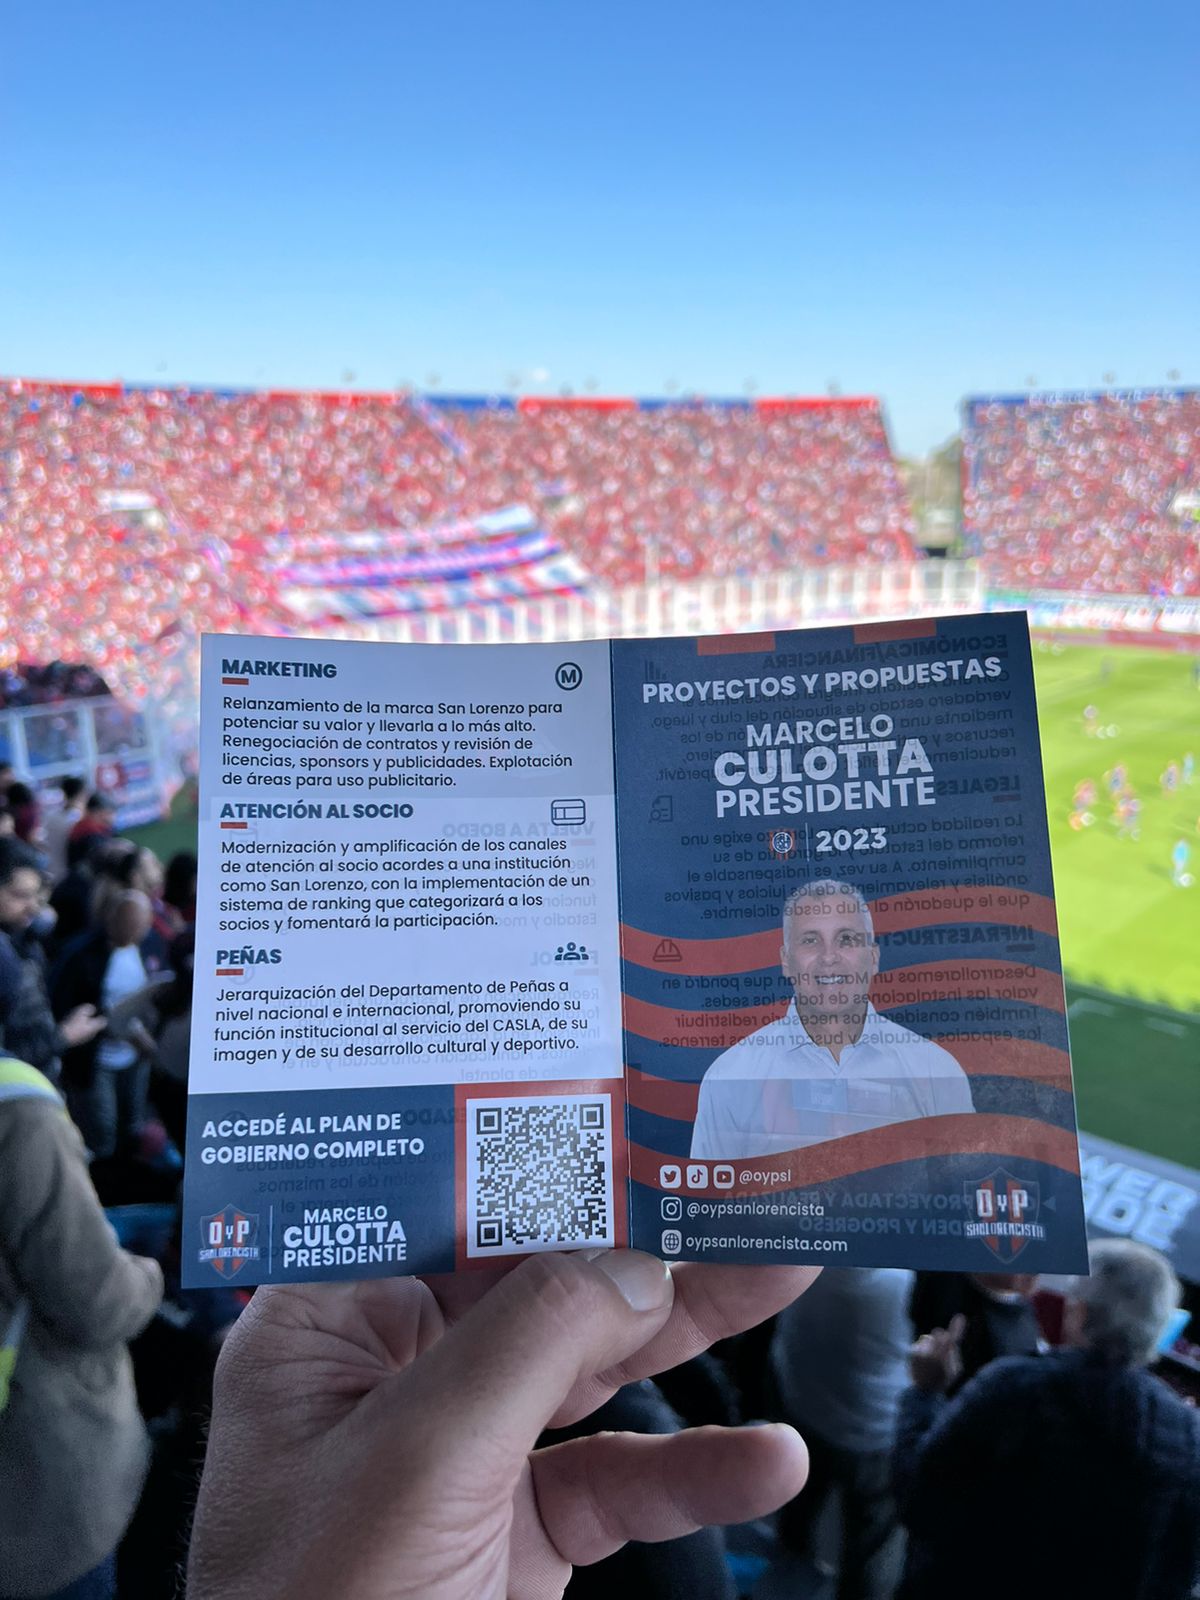 MARKETING
M
Relanzamiento de la marca San Lorenzo para
potenciar su valor y llevarla a lo más alto.
Renegociación de contratos y revisión de
licencias, sponsors y publicidades. Explotación
de áreas para uso publicitario.
ATENCIÓN AL SOCIO
Modernización y amplificación de los canales
de atención al socio acordes a una institución
como San Lorenzo, con la implementación de un
sistema de ranking que categorizará a los
socios y fomentará la participación.
PEÑAS
Jerarquización del Departamento de Peñas a
nivel nacional e internacional, promoviendo su
función institucional al servicio del CASLA, de su
imagen y de su desarrollo cultural y deportivo.
ACCEDÉ AL PLAN DE
GOBIERNO COMPLETO
OyP
SANLORENCISTA
MARCELO
CULOTTA
PRESIDENTE
PROYECTOS Y PROPUESTAS
MARCELO
CULOTTA
PRESIDENTE
2023
@oypsl
@oypsanlorencista
oypsanlorencista.com
OyP
SANLORENCISTA